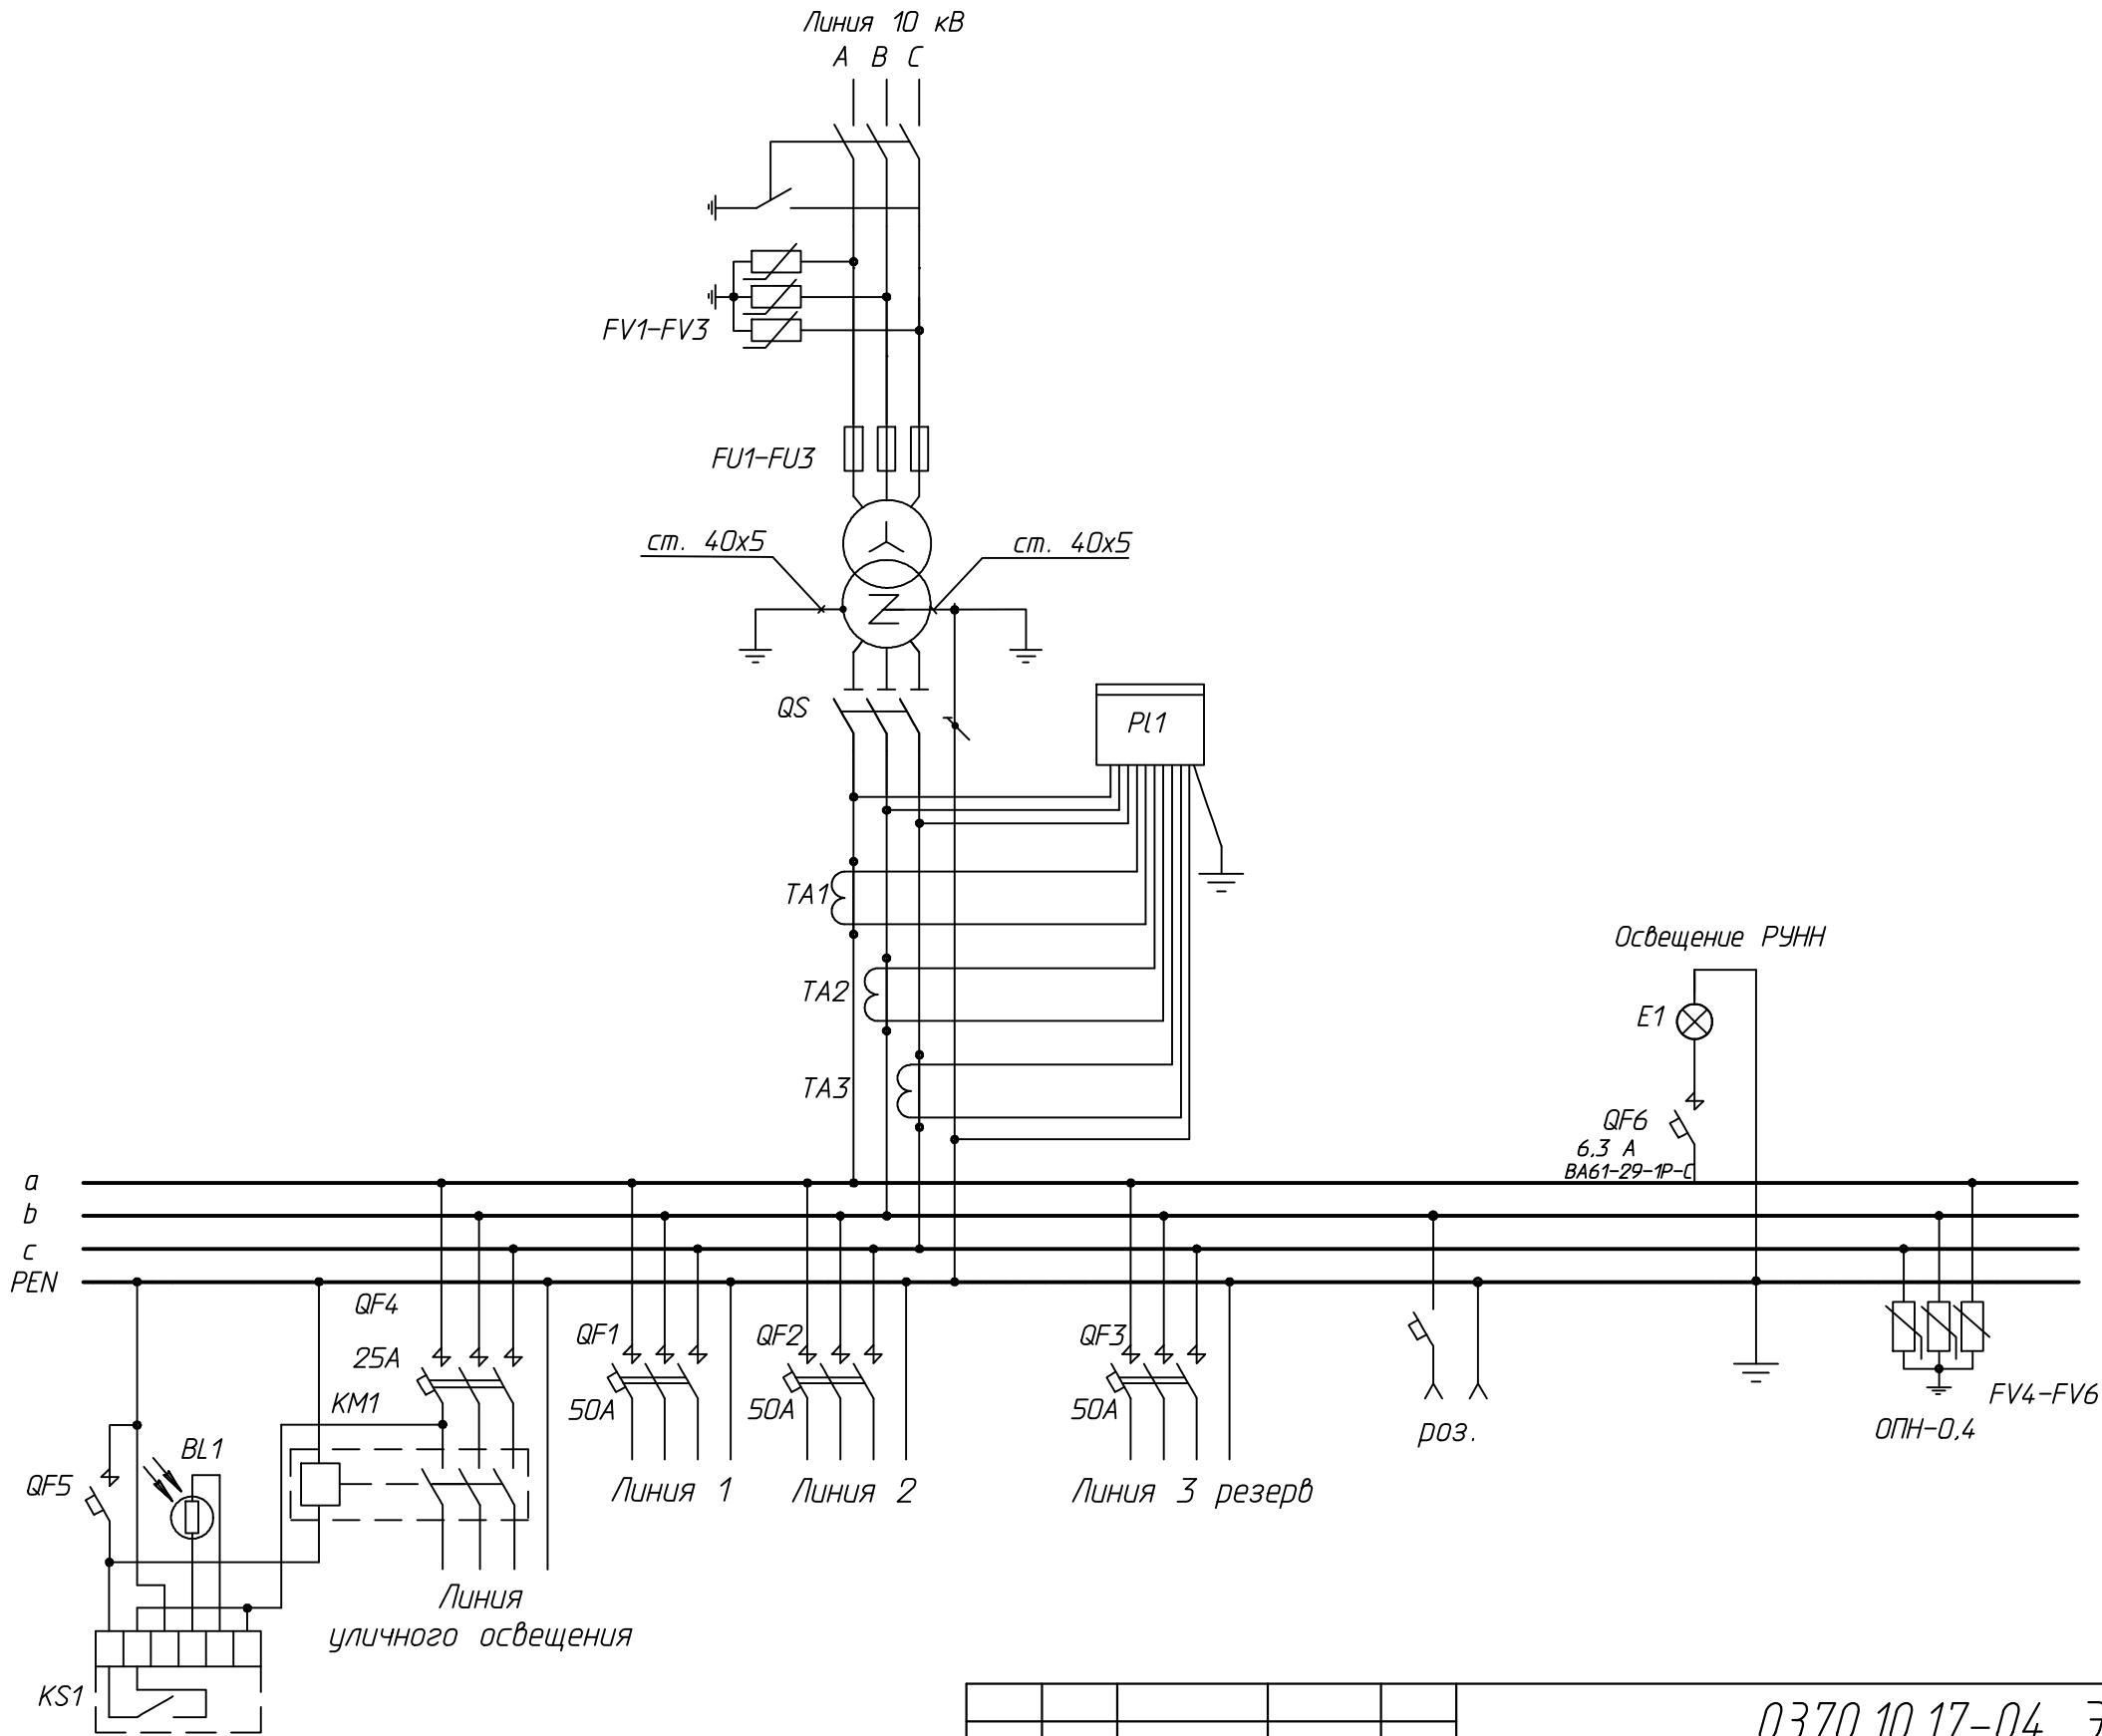 Линия 10 кВ
A B C
FV1-FV3
FU1-FU3
ст. 40х5
ст. 40х5
QS
PI1
TA1
TA2
TA3
Освещение РУНН
E1
QF6
6,3 А
ВА61-29-1Р-С
a
b
c
PEN
QF4
25А
KM1
QF1
50А
QF2
50А
QF3
50А
роз.
FV4-FV6
ОПН-0,4
BL1
QF5
Линия 1
Линия 2
Линия 3 резерв
Линия
уличного освещения
KS1
0370.10.17-04 Э